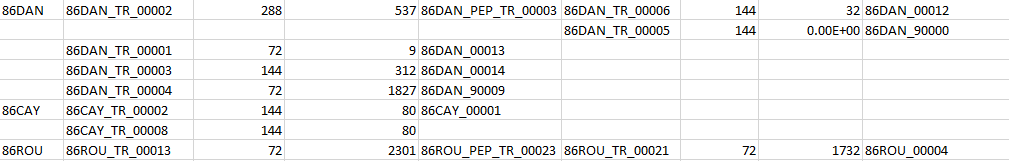 86DAN 86DAN_TR_00002 288 537 86DAN_PEP_TR_00003 86DAN_TR_00006 144 32 86DAN_00012
86DAN_TR_00005 144 0.00E+00 86DAN_90000
86DAN_TR_00001 72 9 86DAN_00013
86DAN_TR_00003 144 312 86DAN_00014
86DAN_TR_00004 72 1827 86DAN_90009
86CAY 86CAY_TR_00002 144 80 86CAY_00001
86CAY_TR_00008 144 80
86ROU 86ROU_TR_00013 72 2301 86ROU_PEP_TR_00023 86ROU_TR_00021 72 1732 86ROU_00004